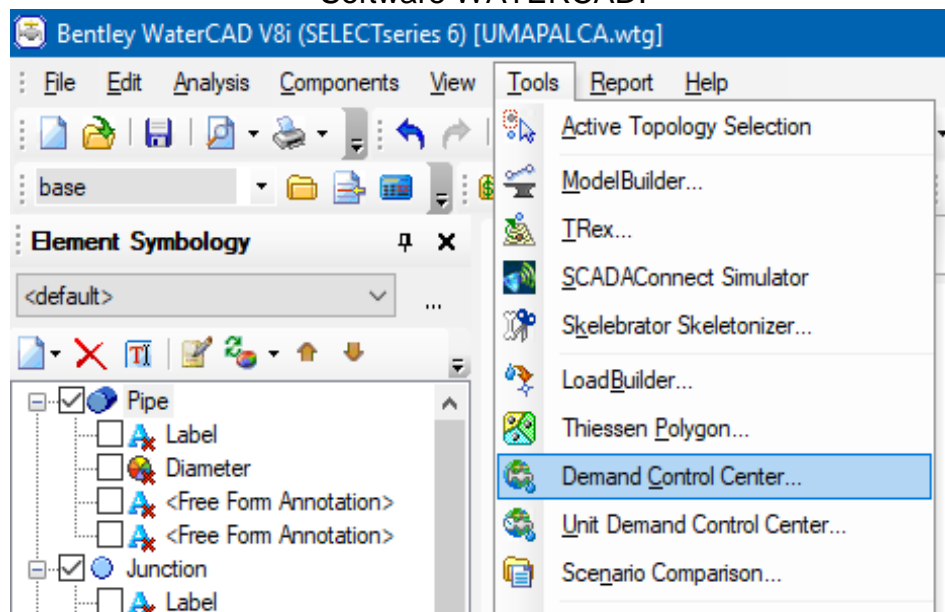 Software WATERCAD.
Bentley WaterCAD V8i (SELECTseries 6) [UMAPALCA.wtg]
File Edit Analysis Components View Tools Report Help
base
Element Symbology
<default>
...
Pipe
Label
Diameter
<Free Form Annotation>
<Free Form Annotation>
Junction
Label
Active Topology Selection
ModelBuilder...
TRex...
SCADAConnect Simulator
Skelebrator Skeletonizer...
LoadBuilder...
Thiessen Polygon...
Demand Control Center...
Unit Demand Control Center...
Scenario Comparison...